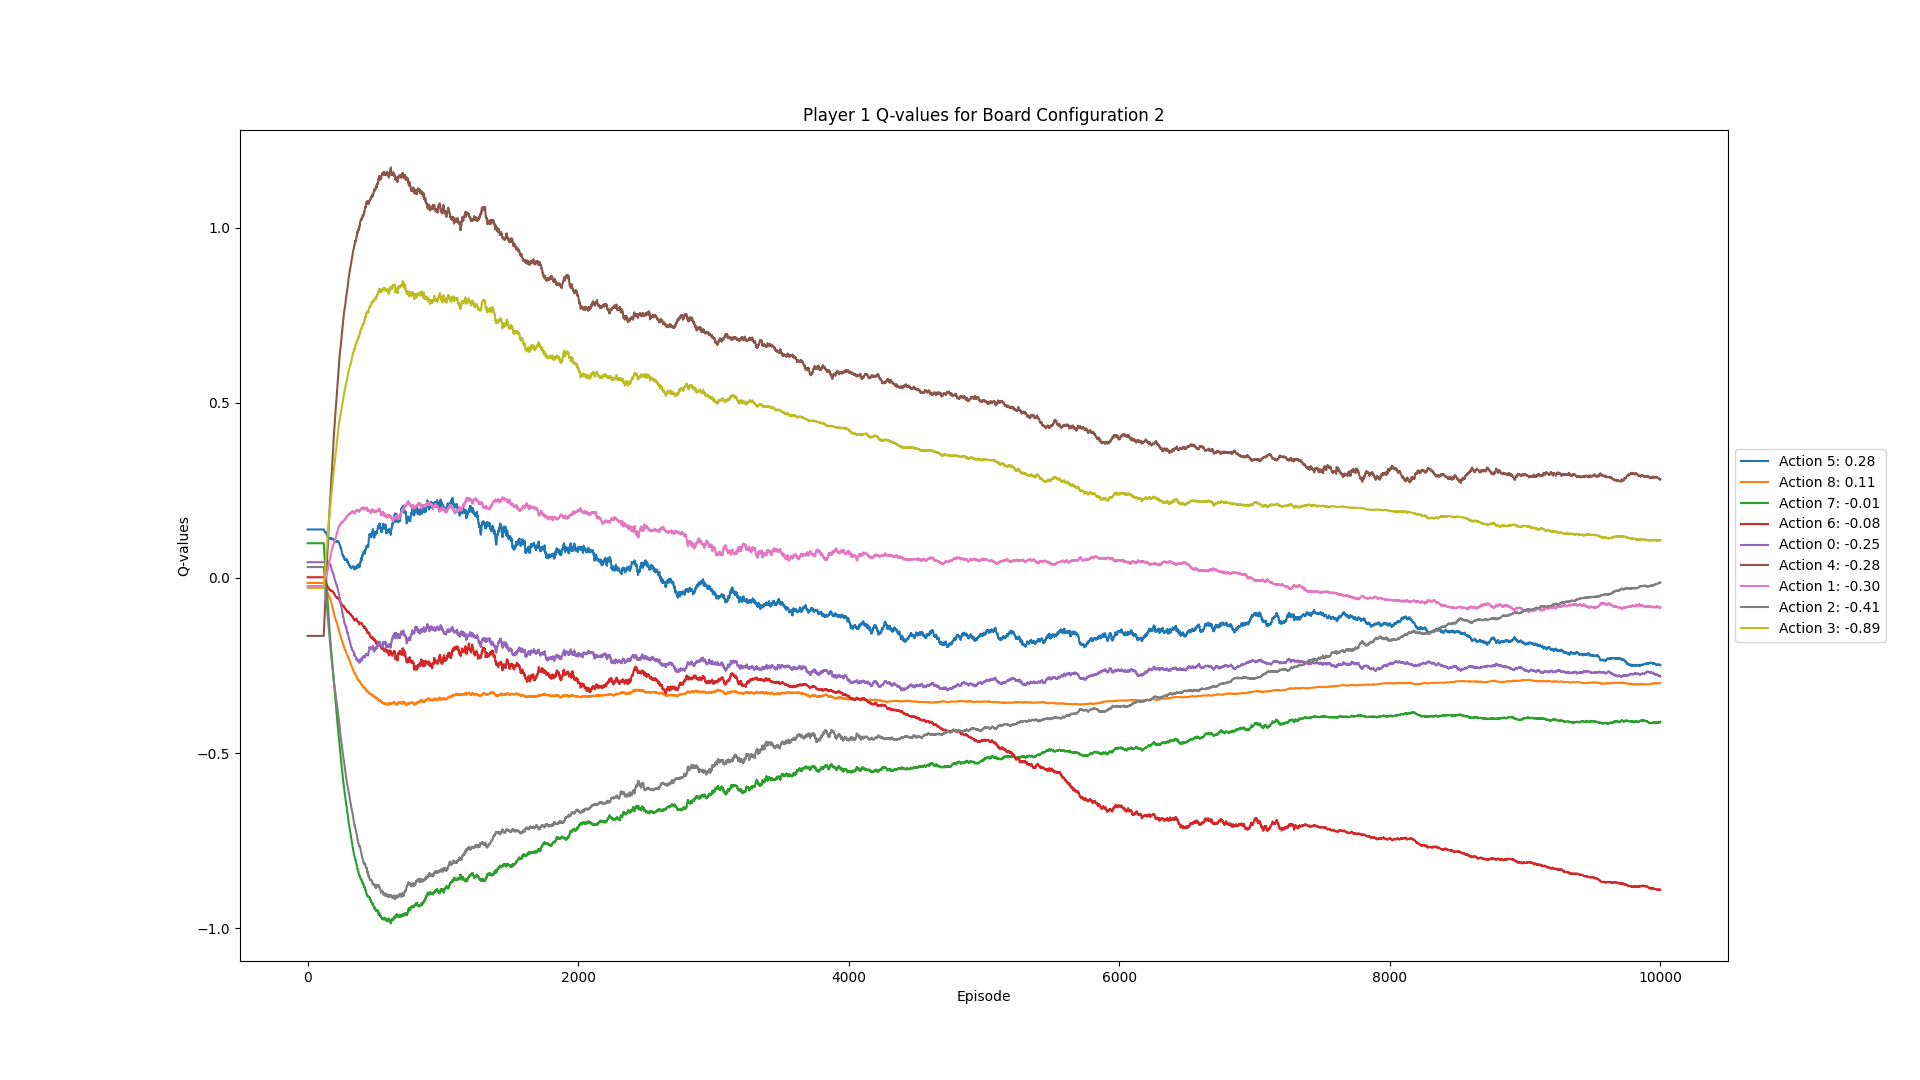 Player 1 Q-values for Board Configuration 2
1.0
0.5
0.0
−0.5
−1.0
Q-values
0
2000
4000
6000
8000
10000
Episode
Action 5: 0.28
Action 8: 0.11
Action 7: -0.01
Action 6: -0.08
Action 0: -0.25
Action 4: -0.28
Action 1: -0.30
Action 2: -0.41
Action 3: -0.89